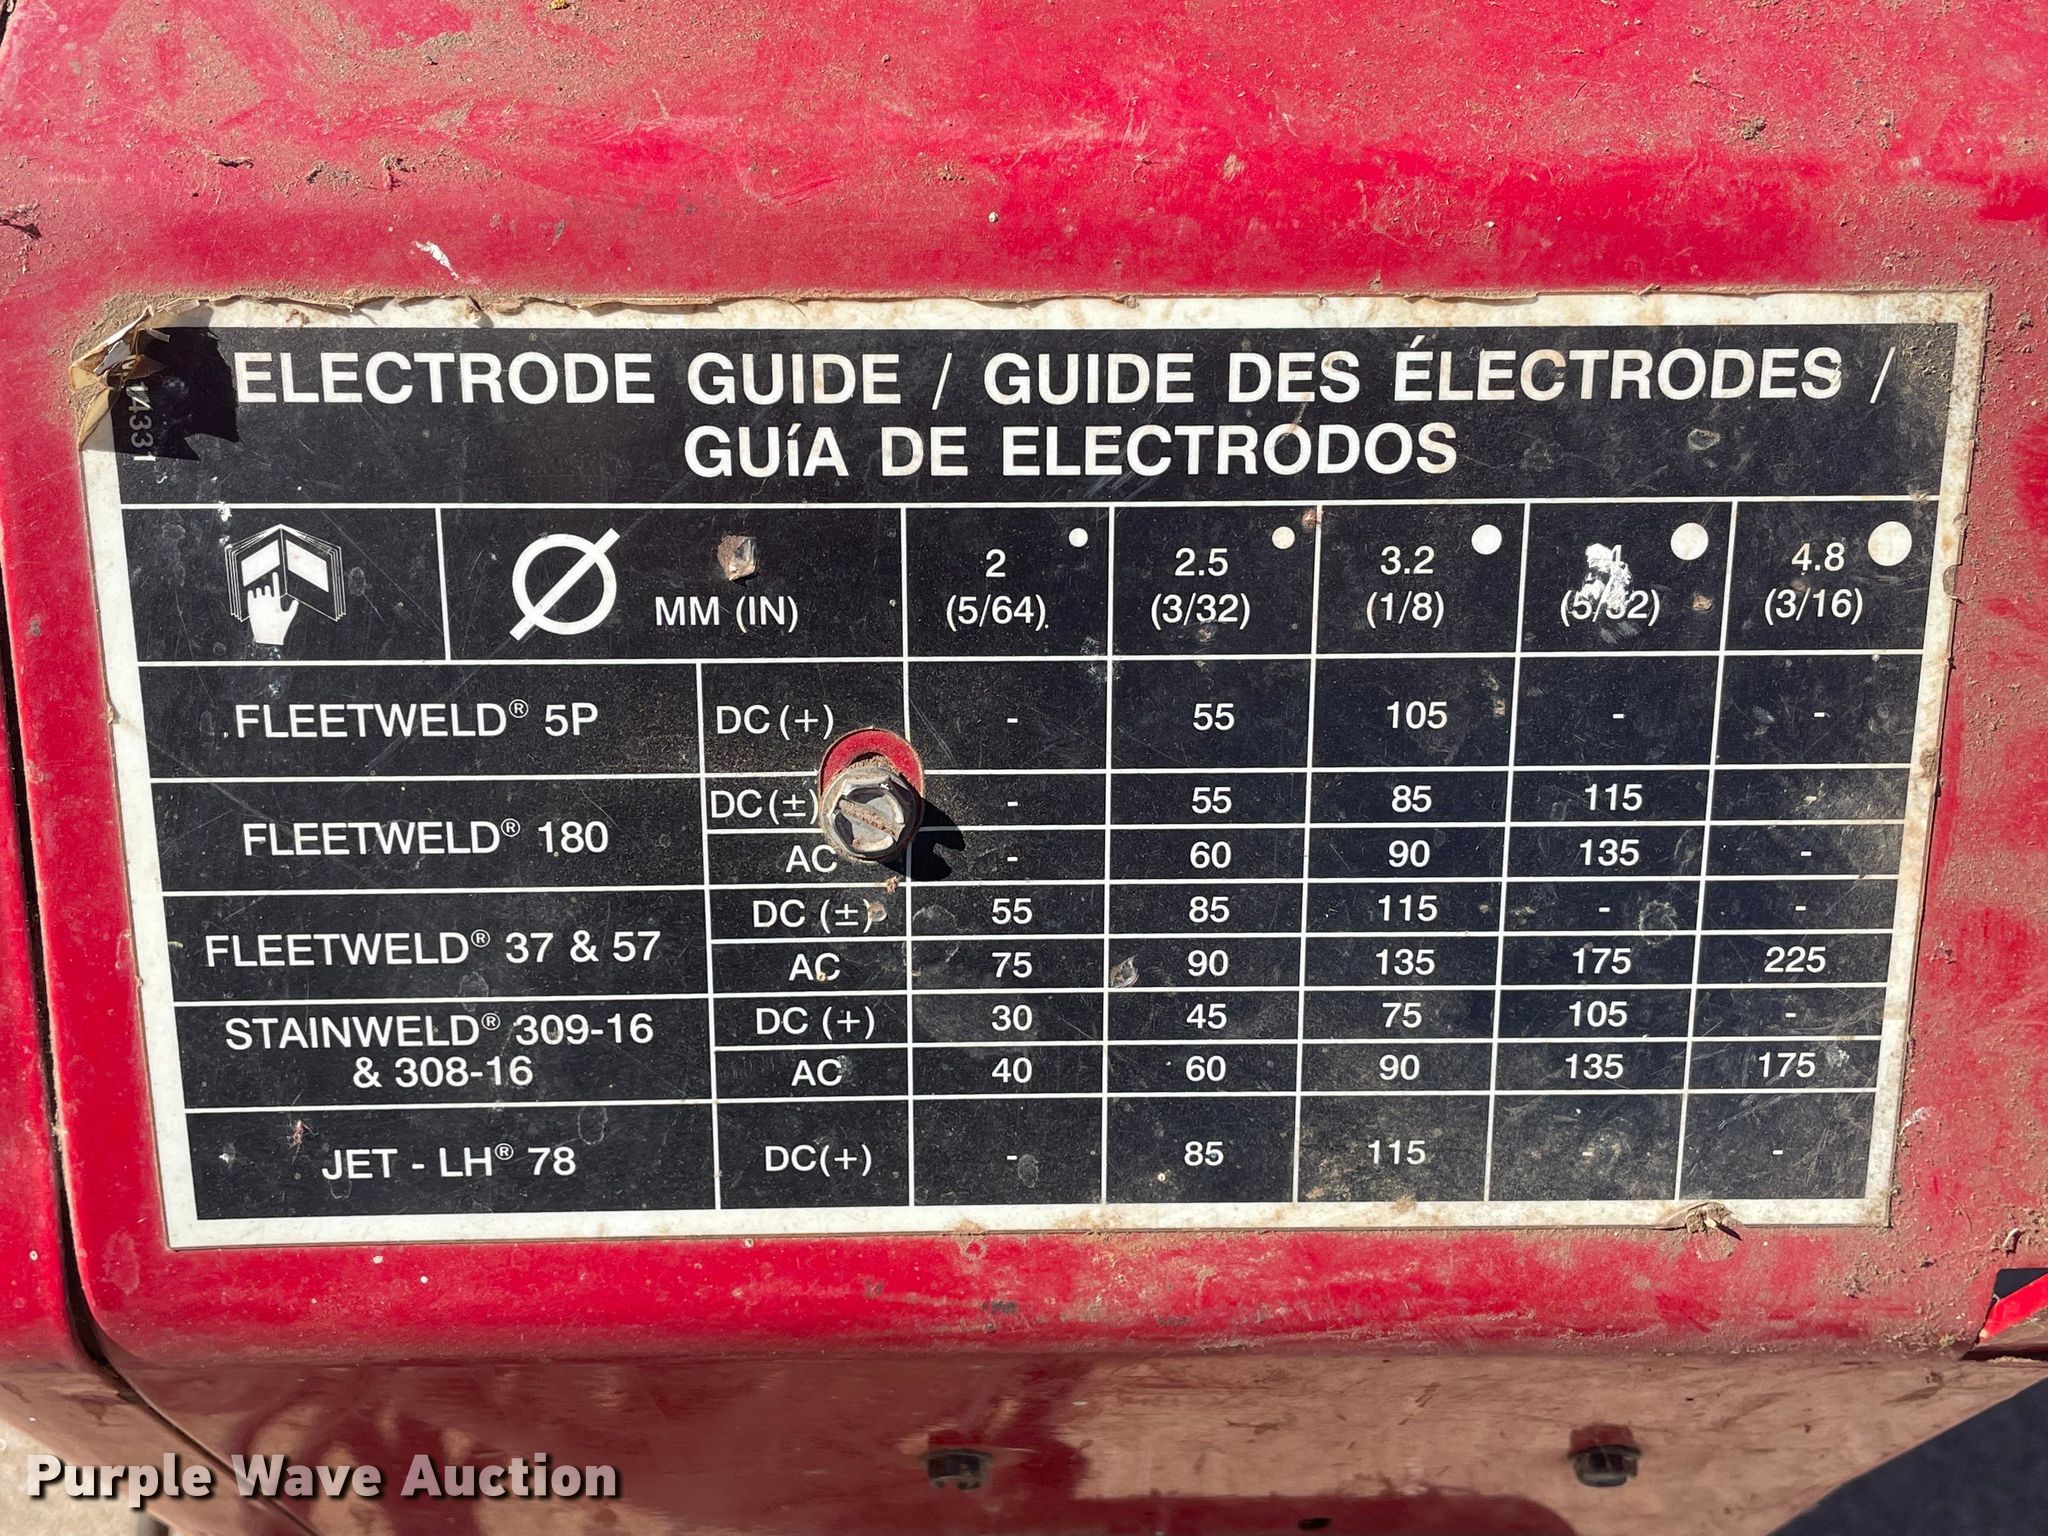 ELECTRODE GUIDE / GUIDE DES ÉLECTRODES /
GUíA DE ELECTRODOS
MM (IN) 2 (5/64) 2.5 (3/32) 3.2 (1/8) (5/32) 4.8 (3/16)
FLEETWELD® 5P DC (+) - 55 105 - -
FLEETWELD® 180 DC (±) - 55 85 115 -
AC - 60 90 135 -
FLEETWELD® 37 & 57 DC (±) 55 85 115 - -
AC 75 90 135 175 225
STAINWELD® 309-16 & 308-16 DC (+) 30 45 75 105 -
AC 40 60 90 135 175
JET - LH® 78 DC(+) - 85 115 - -
Purple Wave Auction